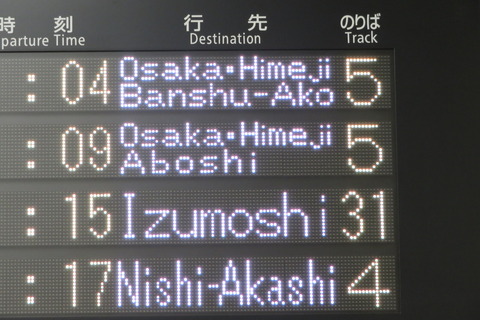 時 刻 行 先 のりば
parture Time Destination Track
: 04 Osaka・Himeji 5
Banshu-Ako
: 09 Osaka・Himeji 5
Aboshi
: 15 Izumoshi 31
: 17 Nishi-Akashi 4